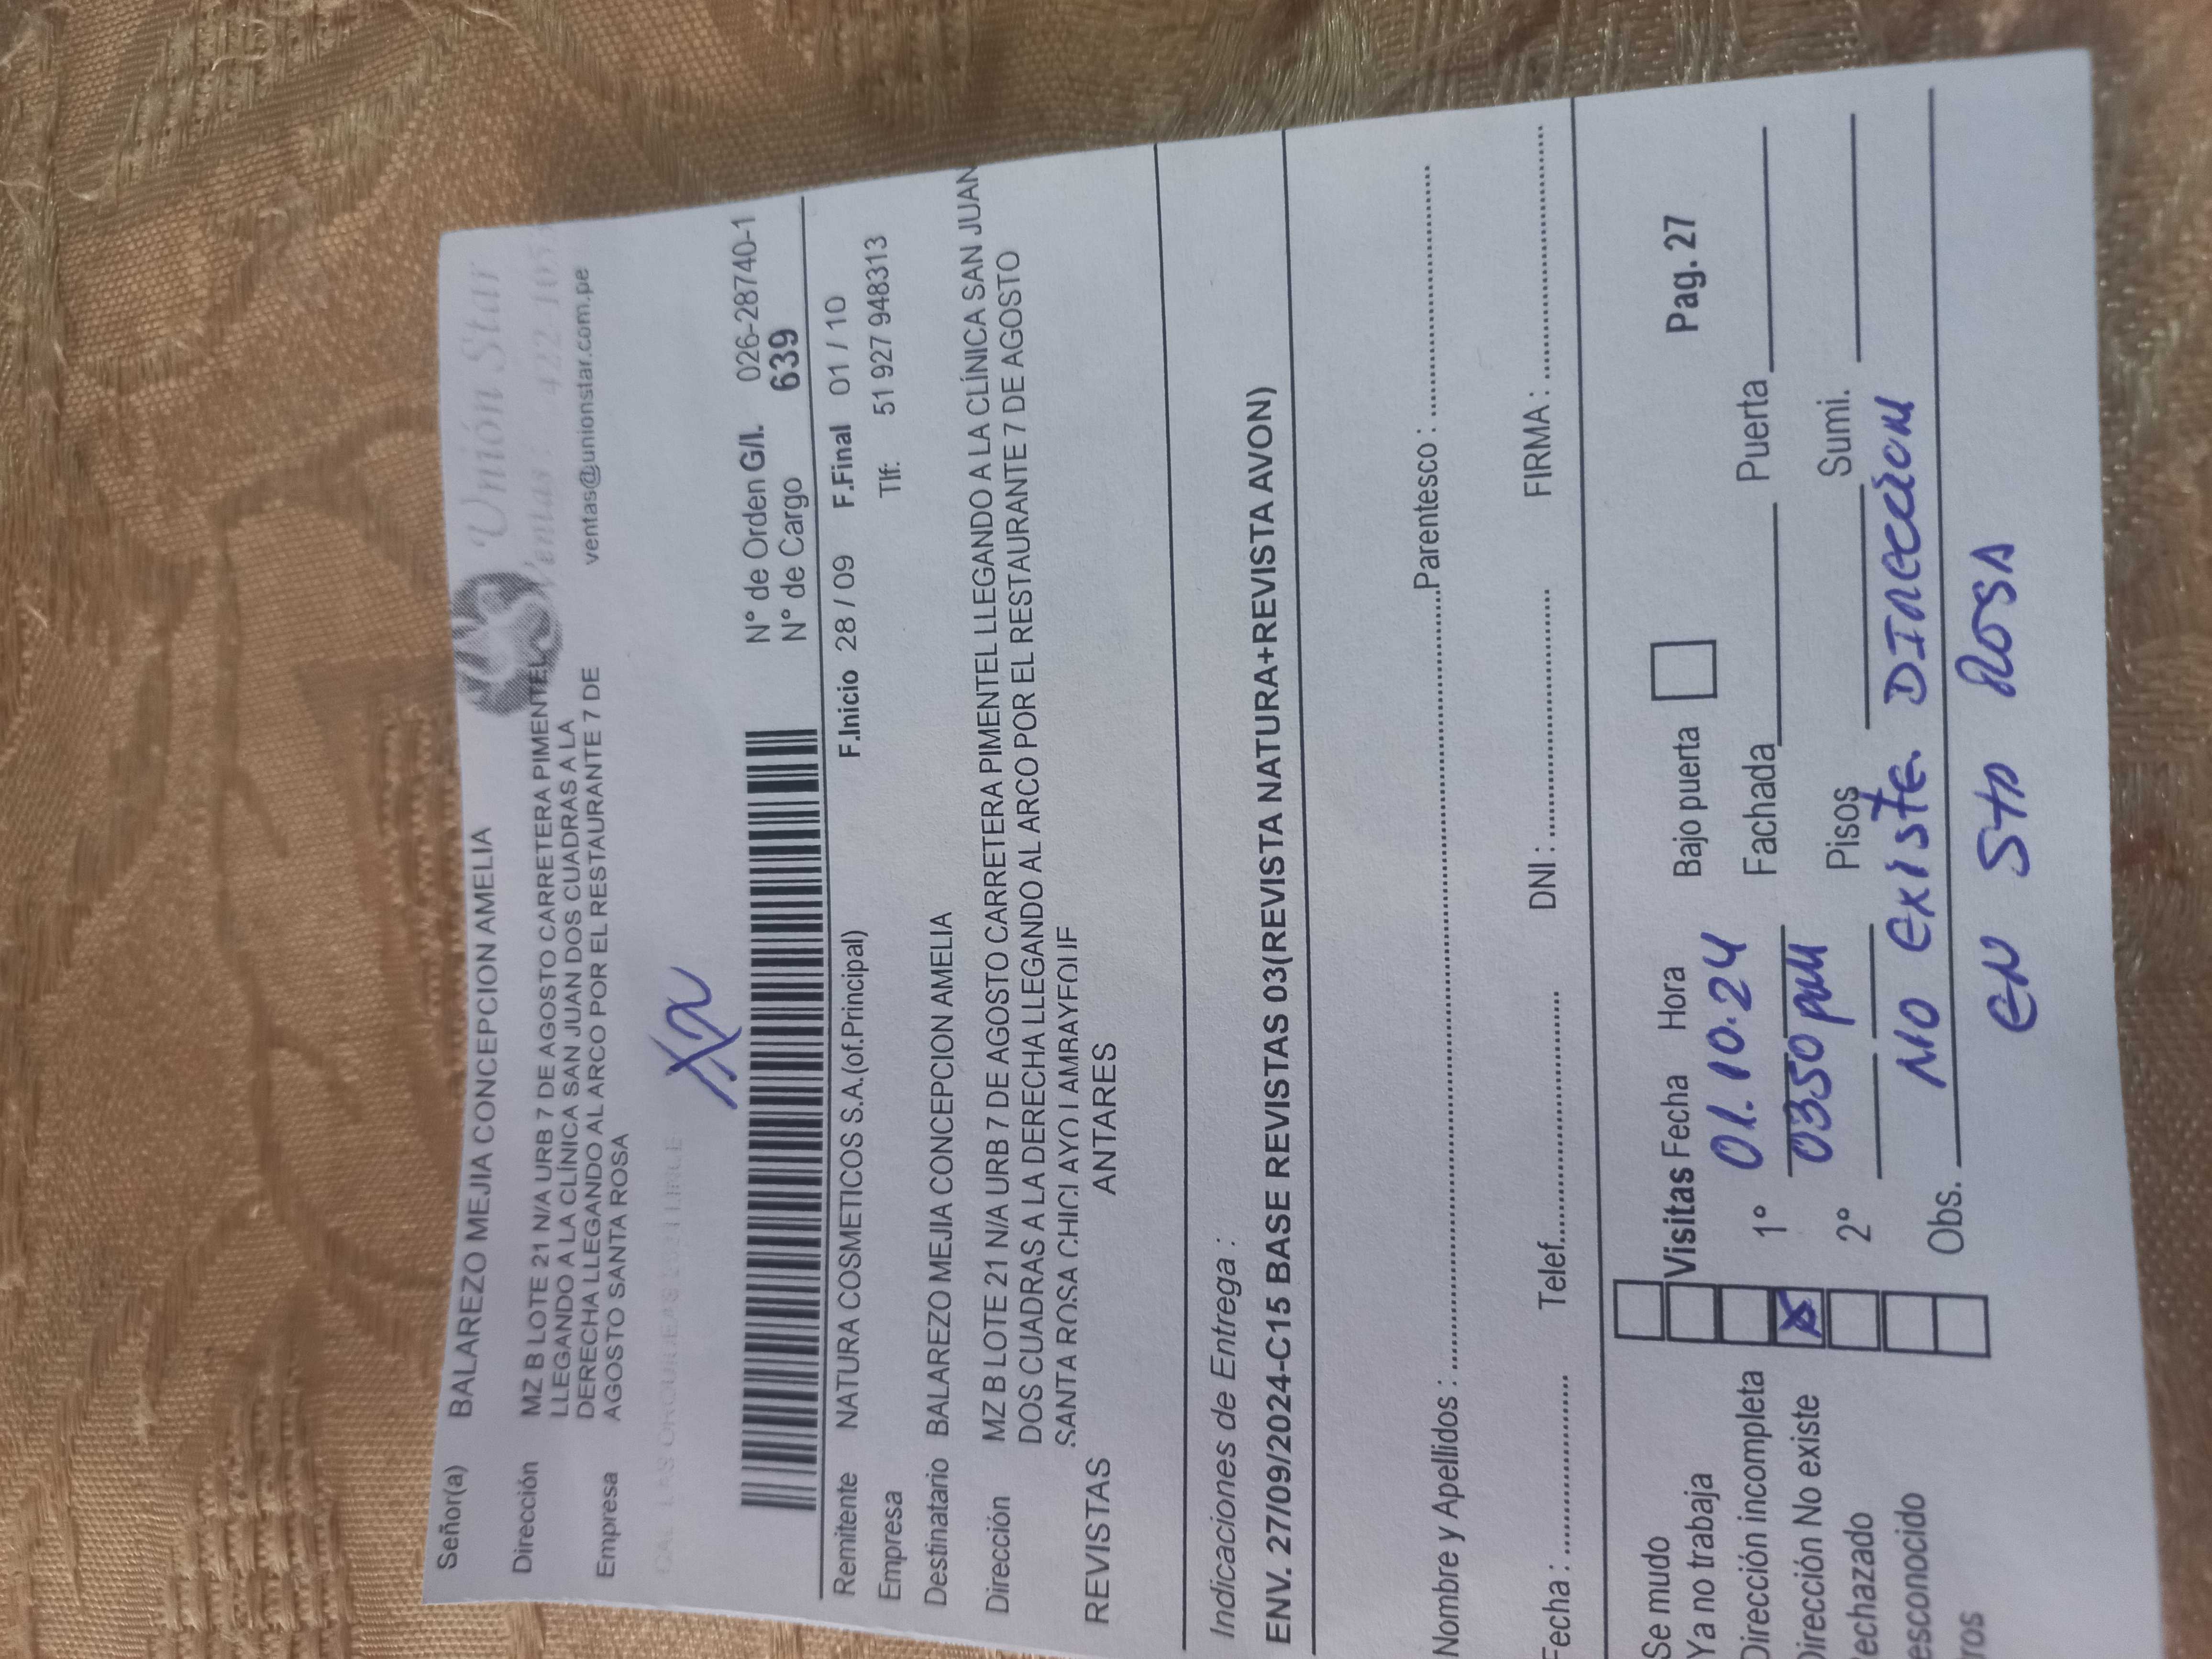 Señor(a) BALAREZO MEJIA CONCEPCION AMELIA
Unión Star
Ventas : 422-105
Dirección MZ B LOTE 21 N/A URB 7 DE AGOSTO CARRETERA PIMENTEL
LLEGANDO A LA CLÍNICA SAN JUAN DOS CUADRAS A LA
DERECHA LLEGANDO AL ARCO POR EL RESTAURANTE 7 DE
ventas@unionstar.com.pe
Empresa AGOSTO SANTA ROSA
N° de Orden G/I. 026-28740-1
N° de Cargo 639
Remitente NATURA COSMETICOS S.A.(of.Principal) F.Inicio 28 / 09 F.Final 01 / 10
Empresa Tlf: 51 927 948313
Destinatario BALAREZO MEJIA CONCEPCION AMELIA
Dirección MZ B LOTE 21 N/A URB 7 DE AGOSTO CARRETERA PIMENTEL LLEGANDO A LA CLÍNICA SAN JUAN
DOS CUADRAS A LA DERECHA LLEGANDO AL ARCO POR EL RESTAURANTE 7 DE AGOSTO
SANTA ROSA
REVISTAS ANTARES
Indicaciones de Entrega :
ENV. 27/09/2024-C15 BASE REVISTAS 03(REVISTA NATURA+REVISTA AVON)
Nombre y Apellidos : Parentesco :
Fecha : Telef. DNI : FIRMA :
Se mudo
Ya no trabaja Visitas Fecha Hora Bajo puerta Pag. 27
Dirección incompleta 1° 01.10.24 Fachada Puerta
Dirección No existe 0350 pm
echazado 2° Pisos Sumi.
esconocido No existe Direccion
tros Obs.
en Sta Rosa